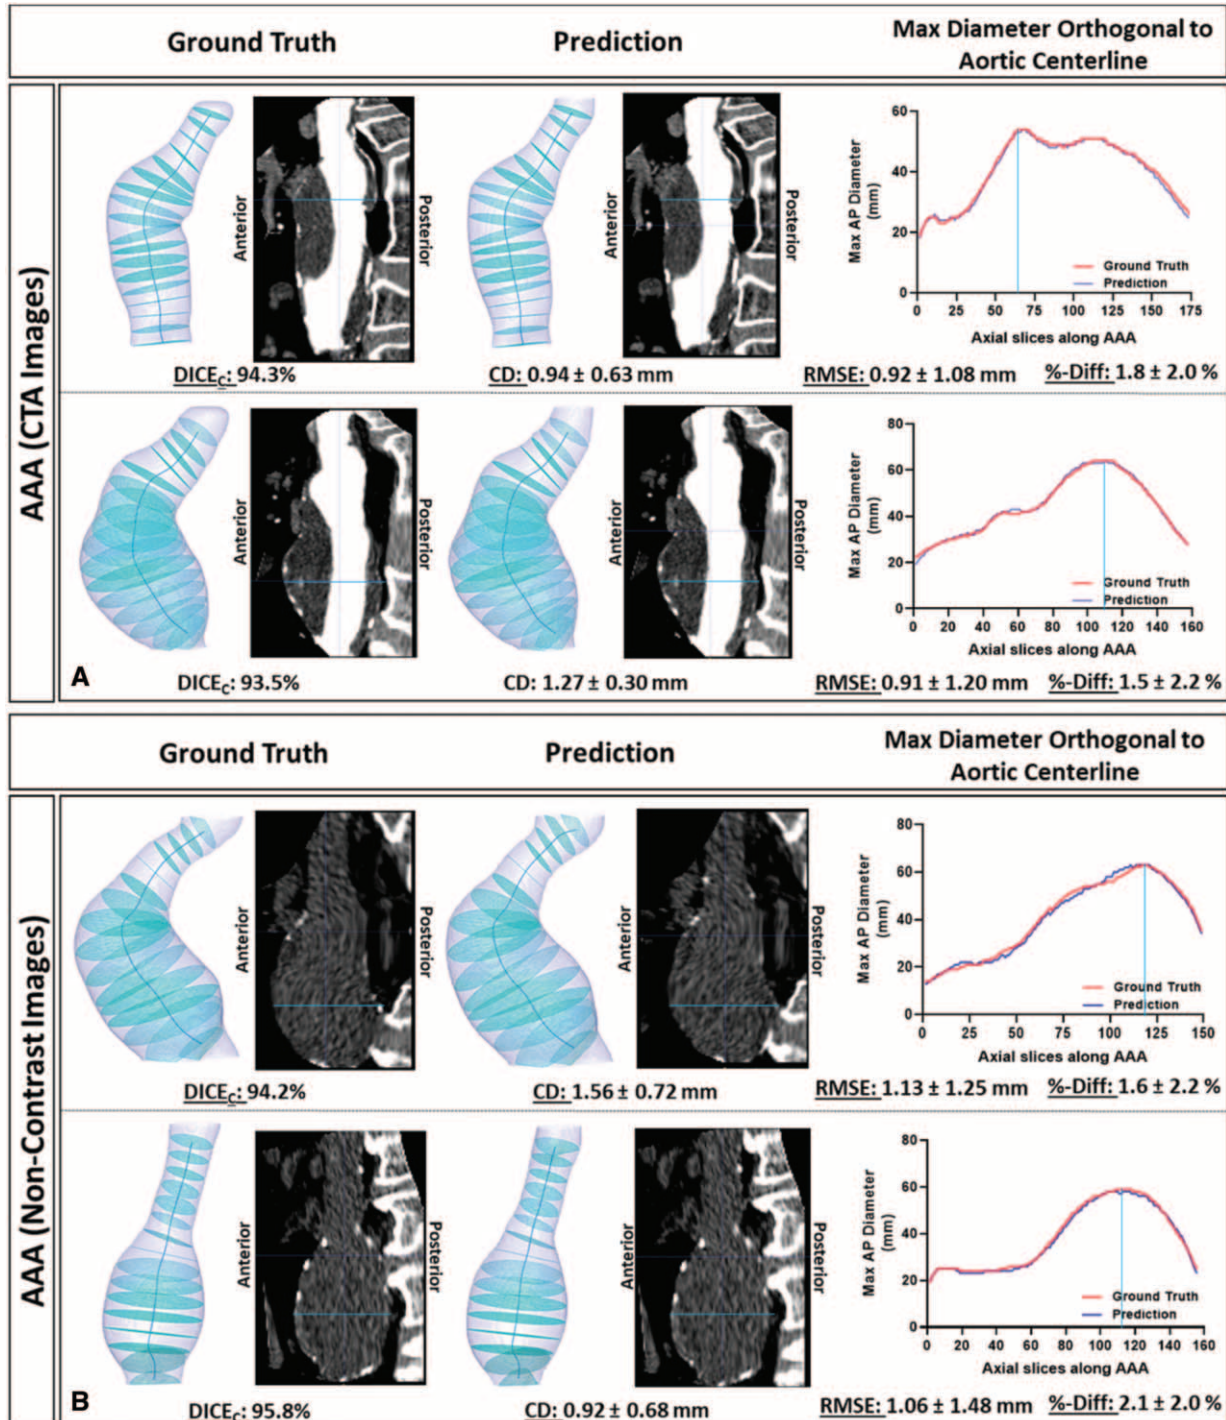 Ground Truth
Prediction
Max Diameter Orthogonal to
Aortic Centerline
AAA (CTA Images)
Anterior
Posterior
Anterior
Posterior
Max AP Diameter
(mm)
60
40
20
0
Ground Truth
Prediction
0 25 50 75 100 125 150 175
Axial slices along AAA
DICEC: 94.3%
CD: 0.94 ± 0.63 mm
RMSE: 0.92 ± 1.08 mm
%-Diff: 1.8 ± 2.0 %
Anterior
Posterior
Anterior
Posterior
Max AP Diameter
(mm)
80
60
40
20
0
Ground Truth
Prediction
0 20 40 60 80 100 120 140 160
Axial slices along AAA
A
DICEC: 93.5%
CD: 1.27 ± 0.30 mm
RMSE: 0.91 ± 1.20 mm
%-Diff: 1.5 ± 2.2 %
Ground Truth
Prediction
Max Diameter Orthogonal to
Aortic Centerline
AAA (Non-Contrast Images)
Anterior
Posterior
Anterior
Posterior
Max AP Diameter
(mm)
80
60
40
20
0
Ground Truth
Prediction
0 25 50 75 100 125 150
Axial slices along AAA
DICEC: 94.2%
CD: 1.56 ± 0.72 mm
RMSE: 1.13 ± 1.25 mm
%-Diff: 1.6 ± 2.2 %
Anterior
Posterior
Anterior
Posterior
Max AP Diameter
(mm)
80
60
40
20
0
Ground Truth
Prediction
0 20 40 60 80 100 120 140 160
Axial slices along AAA
B
DICEC: 95.8%
CD: 0.92 ± 0.68 mm
RMSE: 1.06 ± 1.48 mm
%-Diff: 2.1 ± 2.0 %